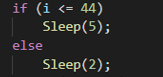 if (i <= 44)
    Sleep(5);
else
    Sleep(2);